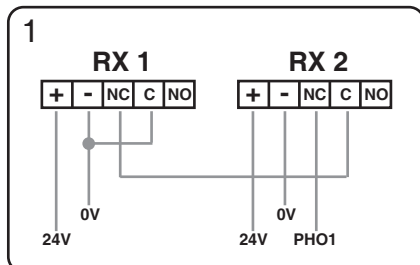 1
RX 1 RX 2
+ - NC C NO + - NC C NO
0V 0V
24V 24V PHO1